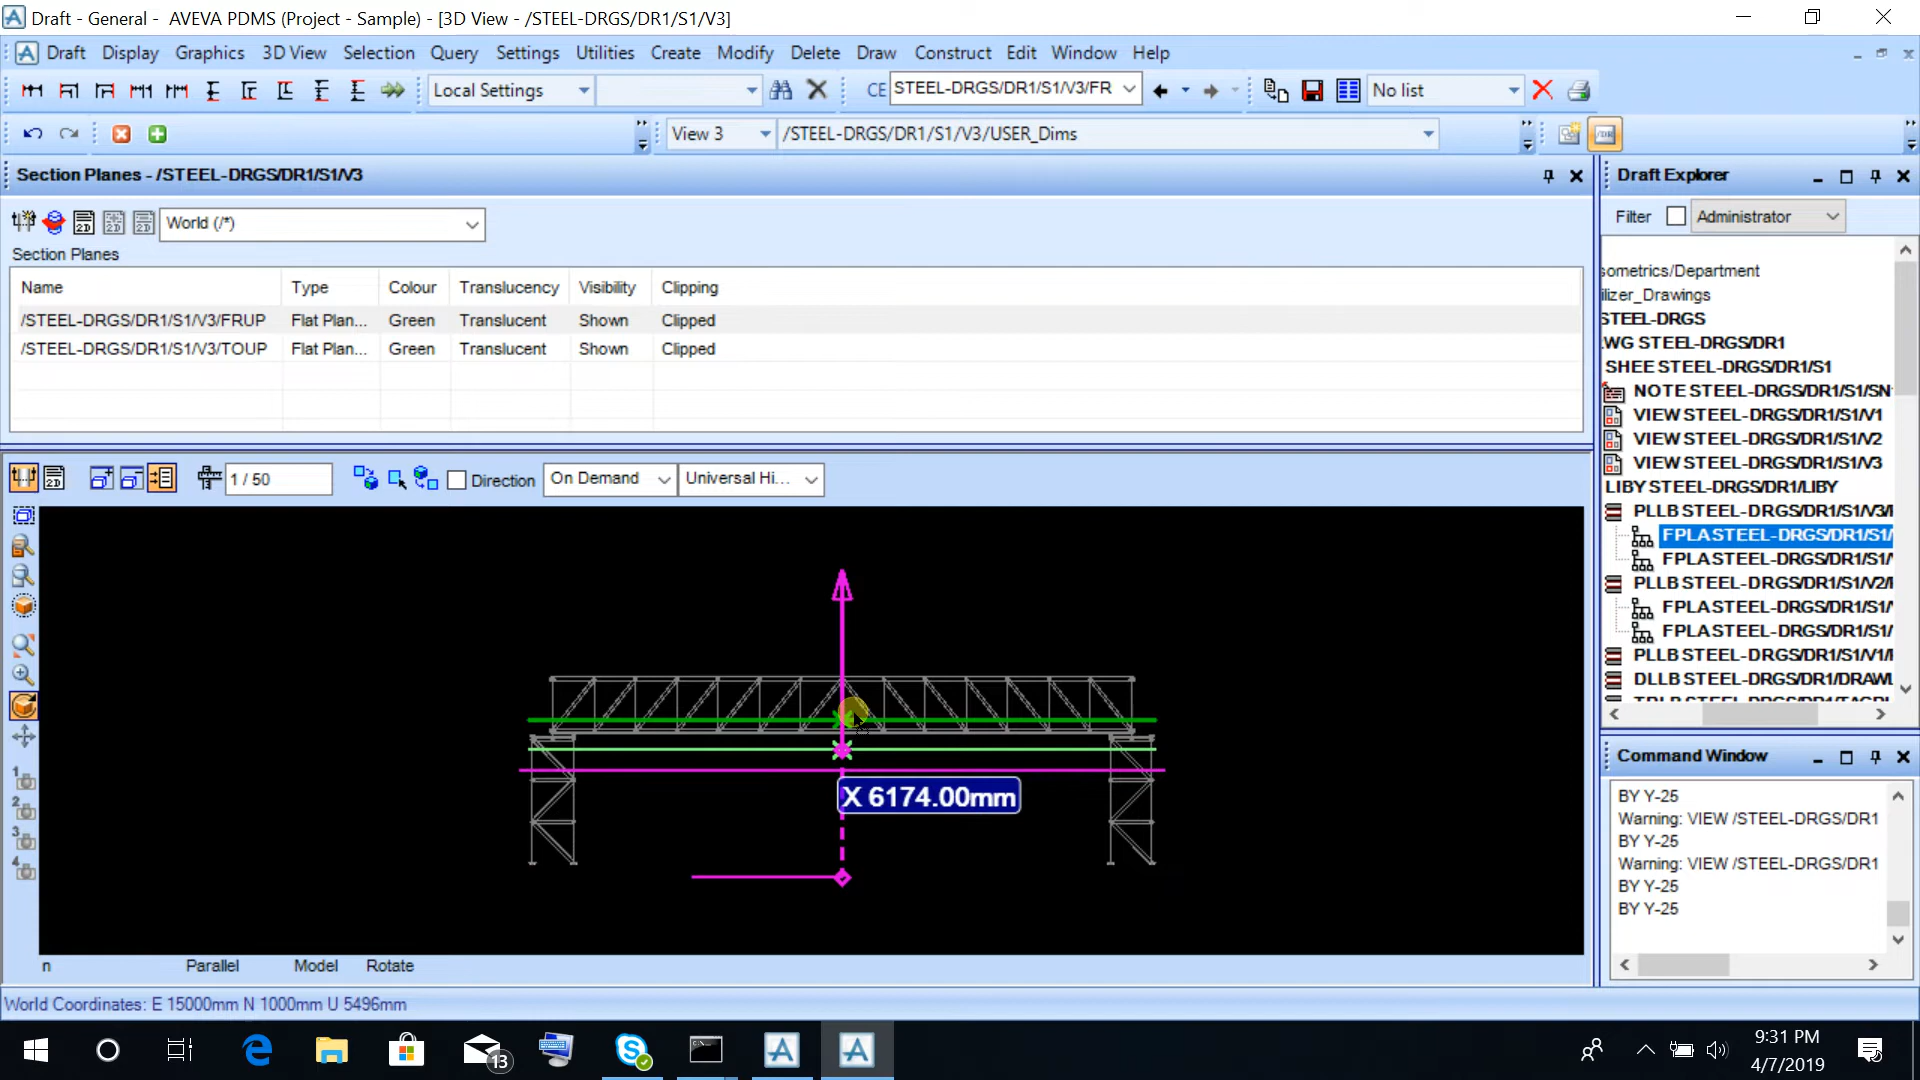 Draft - General -  AVEVA PDMS (Project - Sample) - [3D View - /STEEL-DRGS/DR1/S1/V3]
Draft Display Graphics 3D View Selection Query Settings Utilities Create Modify Delete Draw Construct Edit Window Help
Local Settings CE STEEL-DRGS/DR1/S1/V3/FR No list
View 3 /STEEL-DRGS/DR1/S1/V3/USER_Dims
Section Planes - /STEEL-DRGS/DR1/S1/V3
World (/*)
Section Planes
Name Type Colour Translucency Visibility Clipping
/STEEL-DRGS/DR1/S1/V3/FRUP Flat Plan... Green Translucent Shown Clipped
/STEEL-DRGS/DR1/S1/V3/TOUP Flat Plan... Green Translucent Shown Clipped
1 / 50 Direction On Demand Universal Hi...
X 6174.00mm
n Parallel Model Rotate
World Coordinates: E 15000mm N 1000mm U 5496mm
Draft Explorer
Filter Administrator
sometrics/Department
ilizer_Drawings
STEEL-DRGS
WG STEEL-DRGS/DR1
SHEE STEEL-DRGS/DR1/S1
NOTE STEEL-DRGS/DR1/S1/SN
VIEW STEEL-DRGS/DR1/S1/V1
VIEW STEEL-DRGS/DR1/S1/V2
VIEW STEEL-DRGS/DR1/S1/V3
LIBY STEEL-DRGS/DR1/LIBY
PLLB STEEL-DRGS/DR1/S1/V3/
FPLA STEEL-DRGS/DR1/S1/
FPLA STEEL-DRGS/DR1/S1/
PLLB STEEL-DRGS/DR1/S1/V2/
FPLA STEEL-DRGS/DR1/S1/
FPLA STEEL-DRGS/DR1/S1/
PLLB STEEL-DRGS/DR1/S1/V1/
DLLB STEEL-DRGS/DR1/DRAWL
Command Window
BY Y-25
Warning: VIEW /STEEL-DRGS/DR1
BY Y-25
Warning: VIEW /STEEL-DRGS/DR1
BY Y-25
BY Y-25
13
9:31 PM
4/7/2019